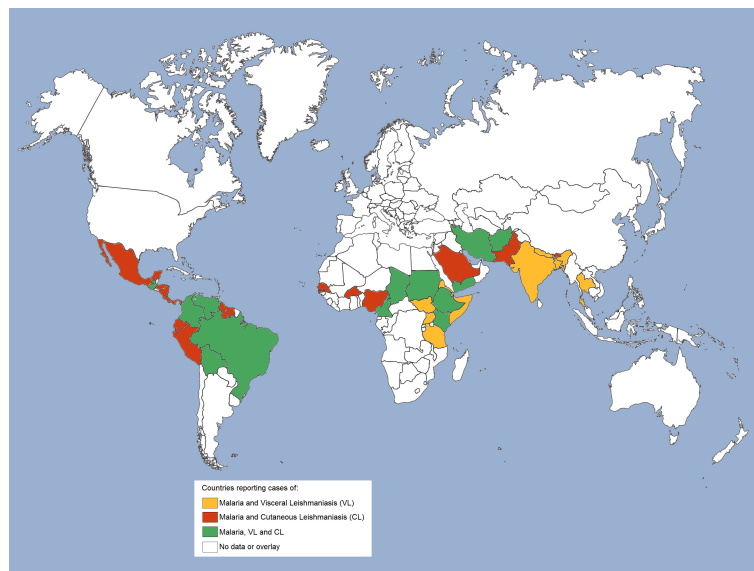 Countries reporting cases of:
Malaria and Visceral Leishmaniasis (VL)
Malaria and Cutaneous Leishmaniasis (CL)
Malaria, VL and CL
No data or overlay